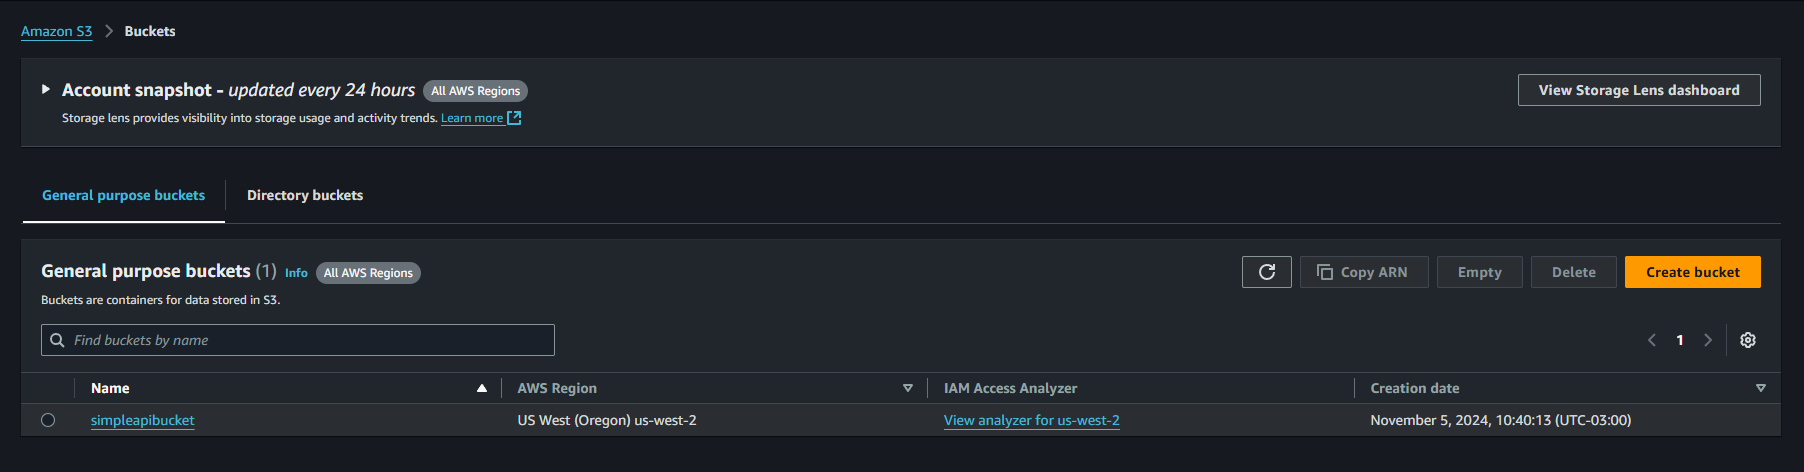 Amazon S3 > Buckets
Account snapshot - updated every 24 hours All AWS Regions
View Storage Lens dashboard
Storage lens provides visibility into storage usage and activity trends. Learn more
General purpose buckets Directory buckets
General purpose buckets (1) Info All AWS Regions
Copy ARN Empty Delete Create bucket
Buckets are containers for data stored in S3.
Find buckets by name
1
Name AWS Region IAM Access Analyzer Creation date
simpleapibucket US West (Oregon) us-west-2 View analyzer for us-west-2 November 5, 2024, 10:40:13 (UTC-03:00)